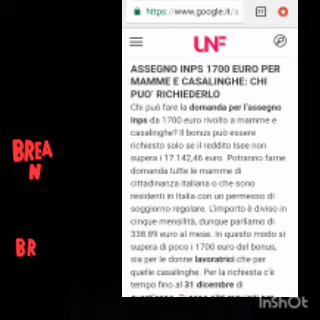 https://www.google.it/a
UNF
ASSEGNO INPS 1700 EURO PER
MAMME E CASALINGHE: CHI
PUO' RICHIEDERLO
Chi può fare la domanda per l'assegno
Inps da 1700 euro rivolto a mamme e
casalinghe? Il bonus può essere
richiesto solo se il reddito Isee non
supera i 17.142,46 euro. Potranno farne
domanda tutte le mamme di
cittadinanza italiana o che sono
residenti in Italia con un permesso di
soggiorno regolare. L'importo è diviso in
cinque mensilità, dunque parliamo di
338.89 euro al mese. In questo modo si
supera di poco i 1700 euro del bonus,
sia per le donne lavoratrici che per
quelle casalinghe. Per la richiesta c'è
tempo fino al 31 dicembre di
BREA
N
BR
InShOt